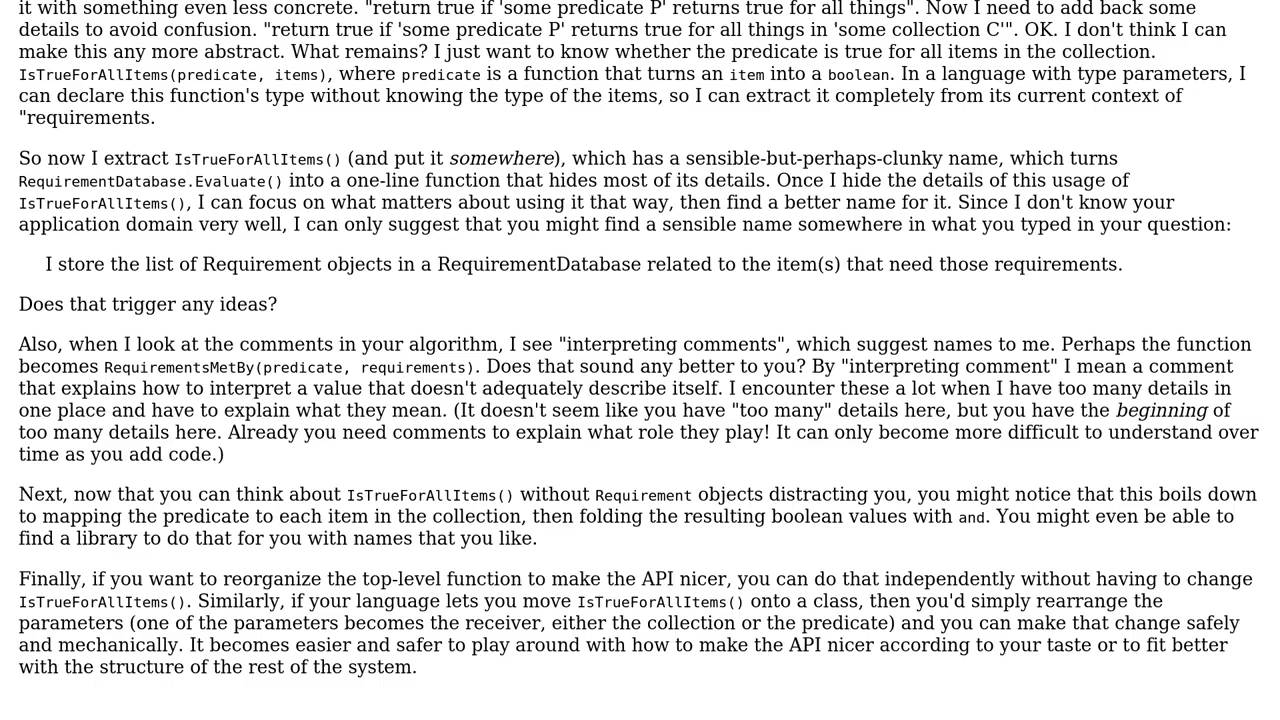 it with something even less concrete. "return true if 'some predicate P' returns true for all things". Now I need to add back some
details to avoid confusion. "return true if 'some predicate P' returns true for all things in 'some collection C'". OK. I don't think I can
make this any more abstract. What remains? I just want to know whether the predicate is true for all items in the collection.
IsTrueForAllItems(predicate, items), where predicate is a function that turns an item into a boolean. In a language with type parameters, I
can declare this function's type without knowing the type of the items, so I can extract it completely from its current context of
"requirements.
So now I extract IsTrueForAllItems() (and put it somewhere), which has a sensible-but-perhaps-clunky name, which turns
RequirementDatabase.Evaluate() into a one-line function that hides most of its details. Once I hide the details of this usage of
IsTrueForAllItems(), I can focus on what matters about using it that way, then find a better name for it. Since I don't know your
application domain very well, I can only suggest that you might find a sensible name somewhere in what you typed in your question:
I store the list of Requirement objects in a RequirementDatabase related to the item(s) that need those requirements.
Does that trigger any ideas?
Also, when I look at the comments in your algorithm, I see "interpreting comments", which suggest names to me. Perhaps the function
becomes RequirementsMetBy(predicate, requirements). Does that sound any better to you? By "interpreting comment" I mean a comment
that explains how to interpret a value that doesn't adequately describe itself. I encounter these a lot when I have too many details in
one place and have to explain what they mean. (It doesn't seem like you have "too many" details here, but you have the beginning of
too many details here. Already you need comments to explain what role they play! It can only become more difficult to understand over
time as you add code.)
Next, now that you can think about IsTrueForAllItems() without Requirement objects distracting you, you might notice that this boils down
to mapping the predicate to each item in the collection, then folding the resulting boolean values with and. You might even be able to
find a library to do that for you with names that you like.
Finally, if you want to reorganize the top-level function to make the API nicer, you can do that independently without having to change
IsTrueForAllItems(). Similarly, if your language lets you move IsTrueForAllItems() onto a class, then you'd simply rearrange the
parameters (one of the parameters becomes the receiver, either the collection or the predicate) and you can make that change safely
and mechanically. It becomes easier and safer to play around with how to make the API nicer according to your taste or to fit better
with the structure of the rest of the system.